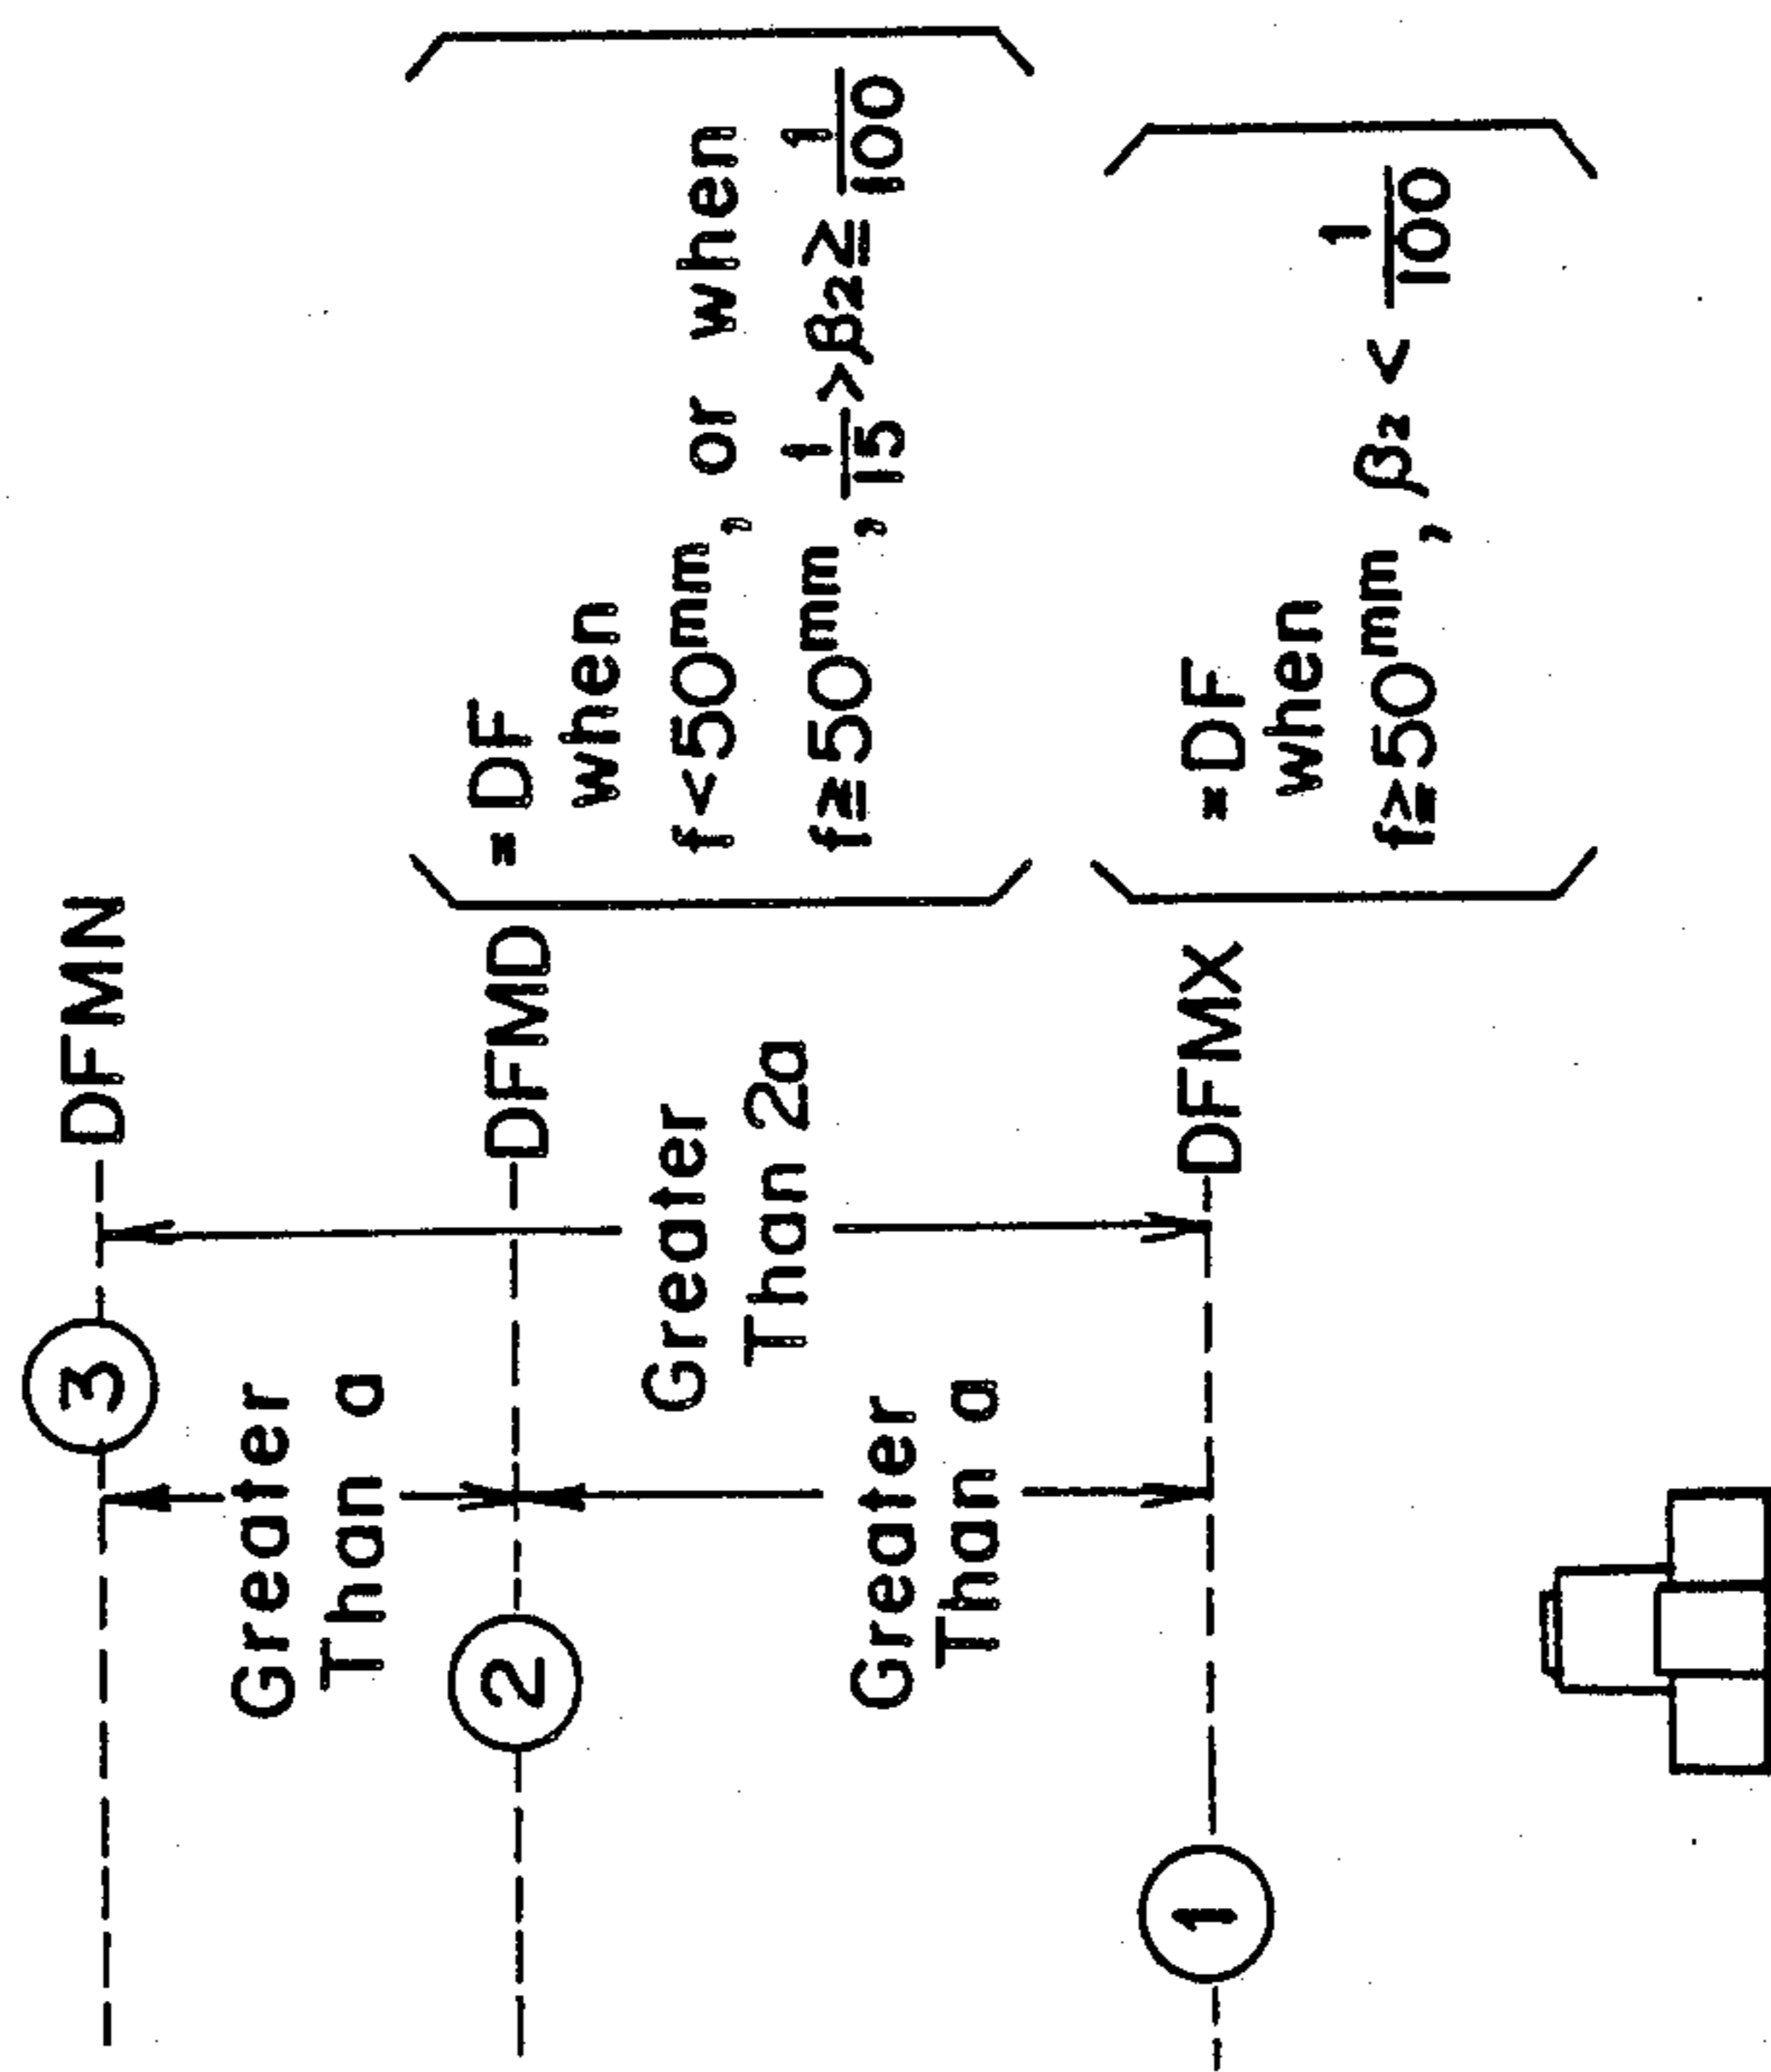 3
DFMN
Greater
Than a
2
DFMD
=DF
when
f<50mm, or when
f≧50mm, 1/15>β2≧1/100
Greater
Than 2a
Greater
Than a
1
DFMX
=DF
when
f≧50mm, β2 < 1/100